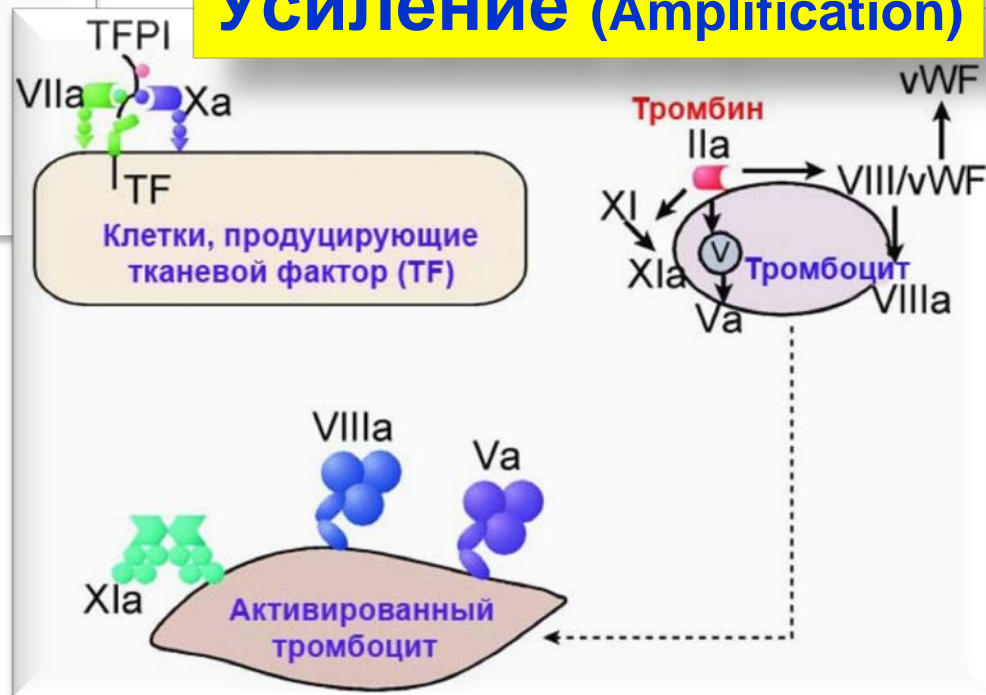 Усиление (Amplification)
TFPI
VIIa
Xa
TF
Клетки, продуцирующие
тканевой фактор (TF)
vWF
Тромбин
IIa
VIII/vWF
XI
V
XIa
Тромбоцит
VIIIa
Va
VIIIa
Va
XIa
Активированный
тромбоцит